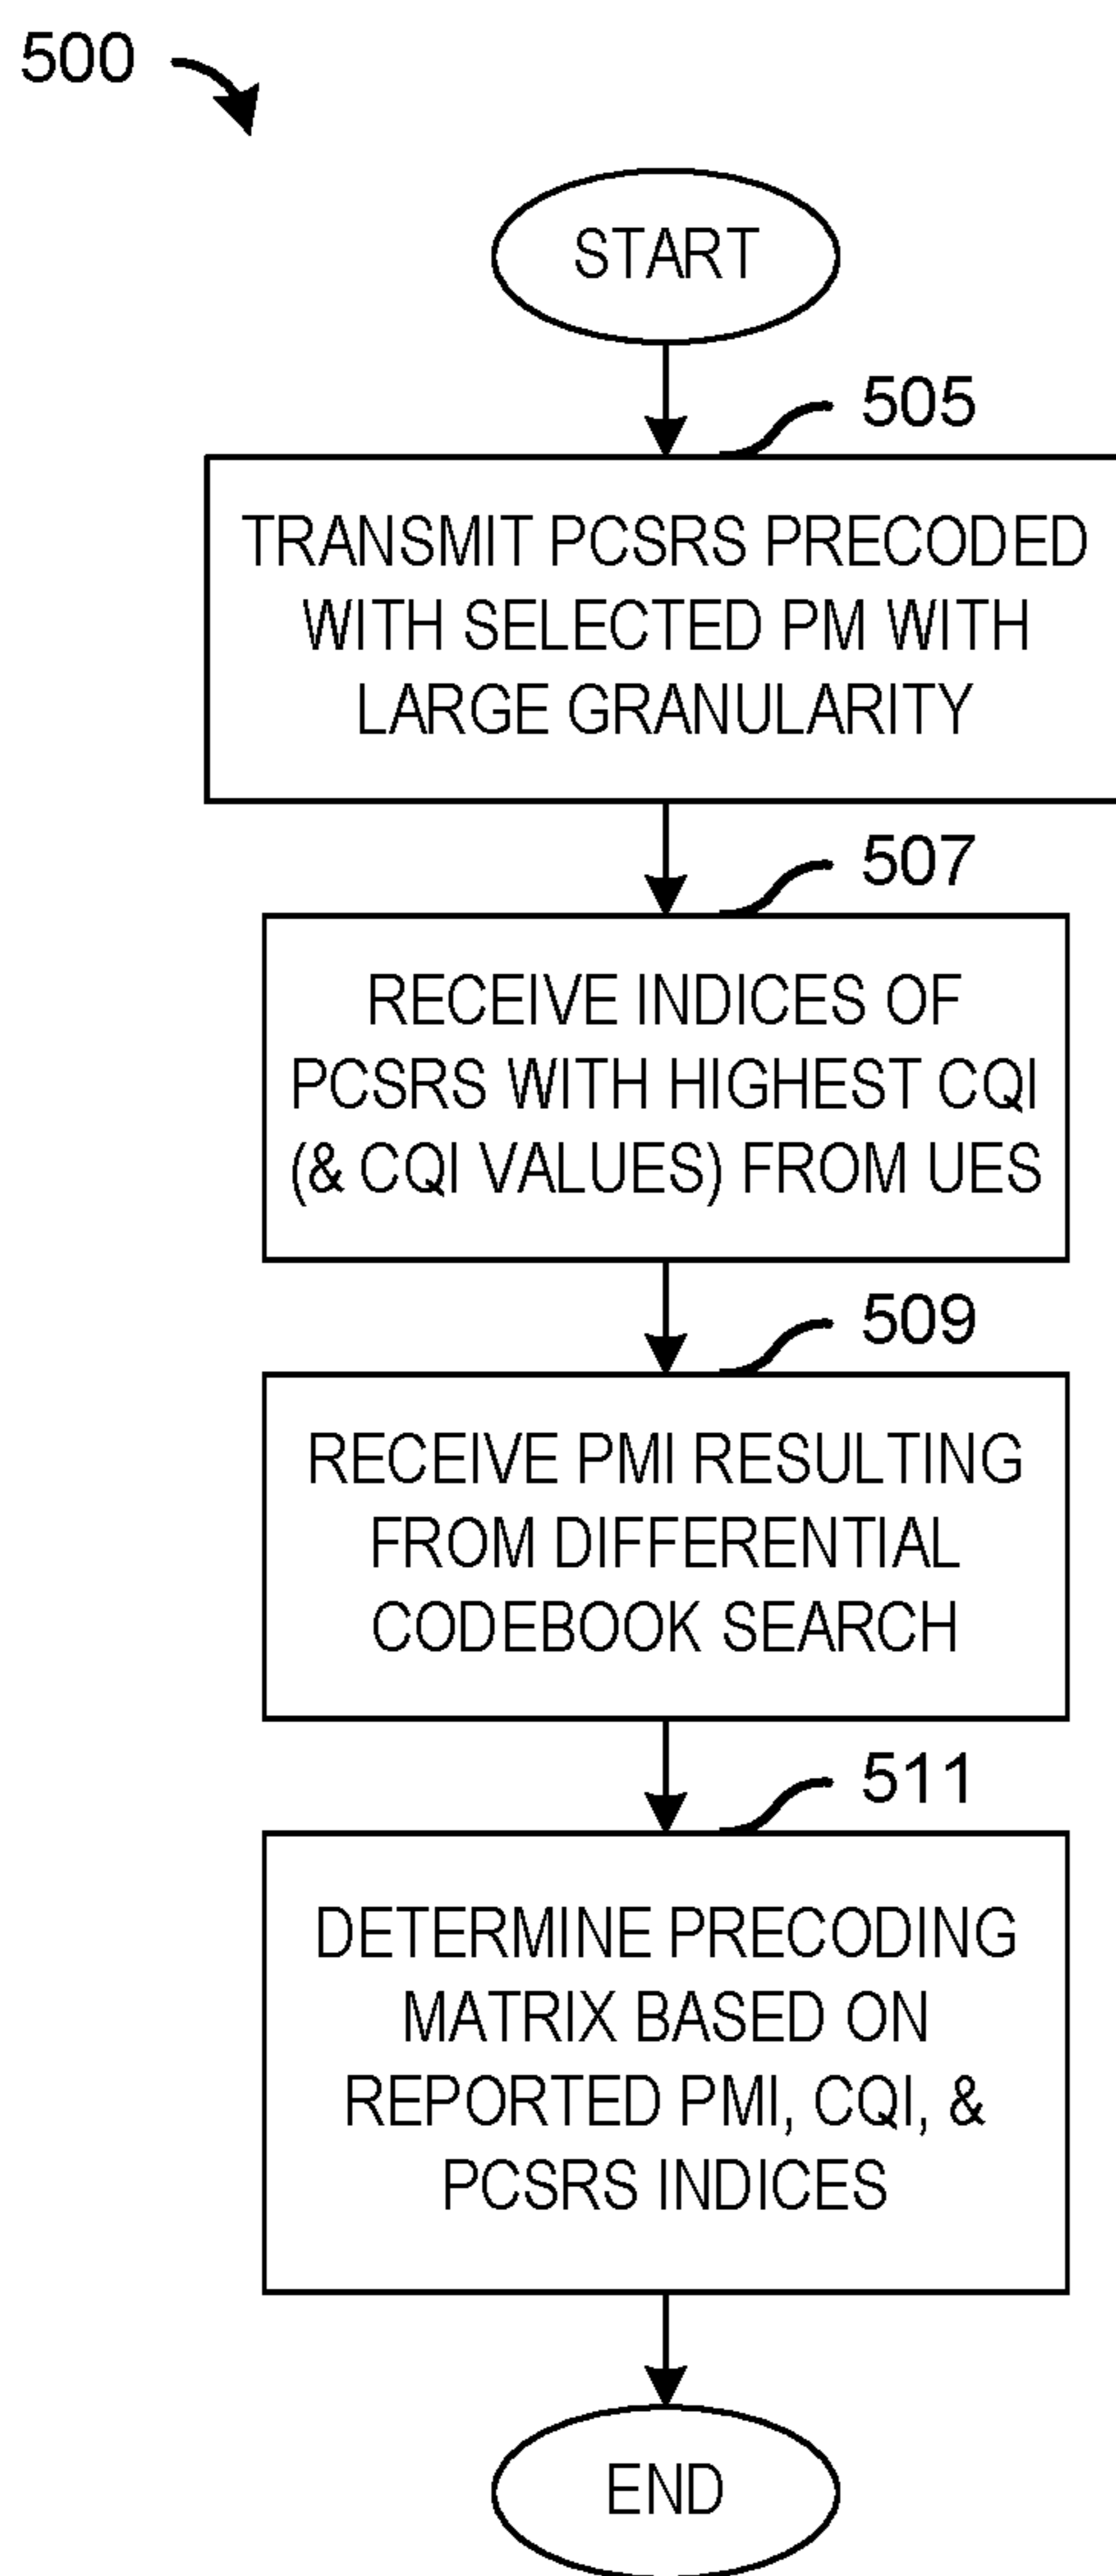 500
START
505
TRANSMIT PCSRS PRECODED
WITH SELECTED PM WITH
LARGE GRANULARITY
507
RECEIVE INDICES OF
PCSRS WITH HIGHEST CQI
(& CQI VALUES) FROM UES
509
RECEIVE PMI RESULTING
FROM DIFFERENTIAL
CODEBOOK SEARCH
511
DETERMINE PRECODING
MATRIX BASED ON
REPORTED PMI, CQI, &
PCSRS INDICES
END